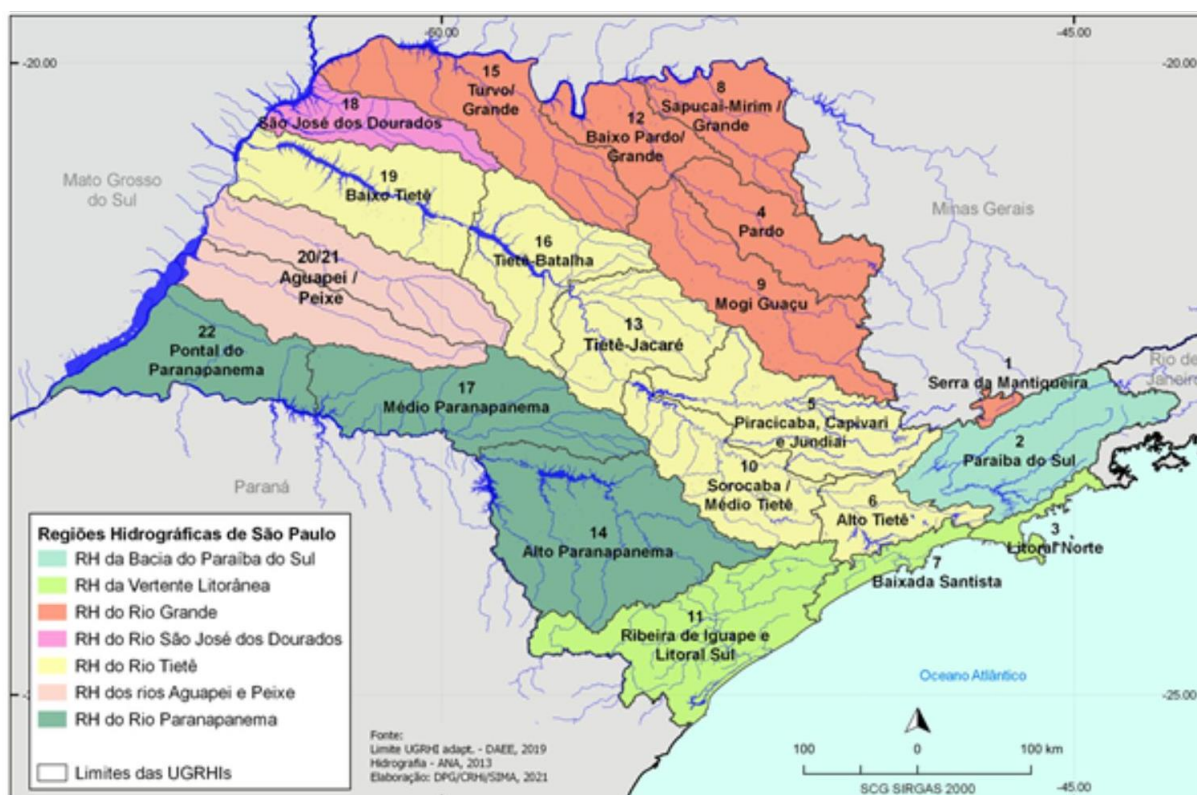 -50.00
-45.00
-20.00
15
Turvo/
Grande
8
Sapucai-Mirim /
Grande
18
São José dos Dourados
12
Baixo Pardo/
Grande
Mato Grosso
do Sul
19
Baixo Tietê
Minas Gerais
4
Pardo
16
Tietê-Batalha
20/21
Aguapei /
Peixe
9
Mogi Guaçu
13
Tietê-Jacaré
22
Pontal do
Paranapanema
1
Serra da Mantiqueira
Rio de
Janeiro
17
Médio Paranapanema
5
Piracicaba, Capivari
e Jundiaí
2
Paraiba do Sul
10
Sorocaba /
Médio Tietê
6
Alto Tietê
Paraná
14
Alto Paranapanema
3
Litoral Norte
7
Baixada Santista
11
Ribeira de Iguape e
Litoral Sul
Oceano Atlântico
-25.00
Regiões Hidrográficas de São Paulo
RH da Bacia do Paraíba do Sul
RH da Vertente Litorânea
RH do Rio Grande
RH do Rio São José dos Dourados
RH do Rio Tietê
RH dos rios Aguapei e Peixe
RH do Rio Paranapanema
Limites das UGRHIs
Fonte:
Limite UGRHI adapt. - DAEE, 2019
Hidrografia - ANA, 2013
Elaboração: DPG/CRHi/SIMA, 2021
100 0 100 km
SCG SIRGAS 2000
-45.00